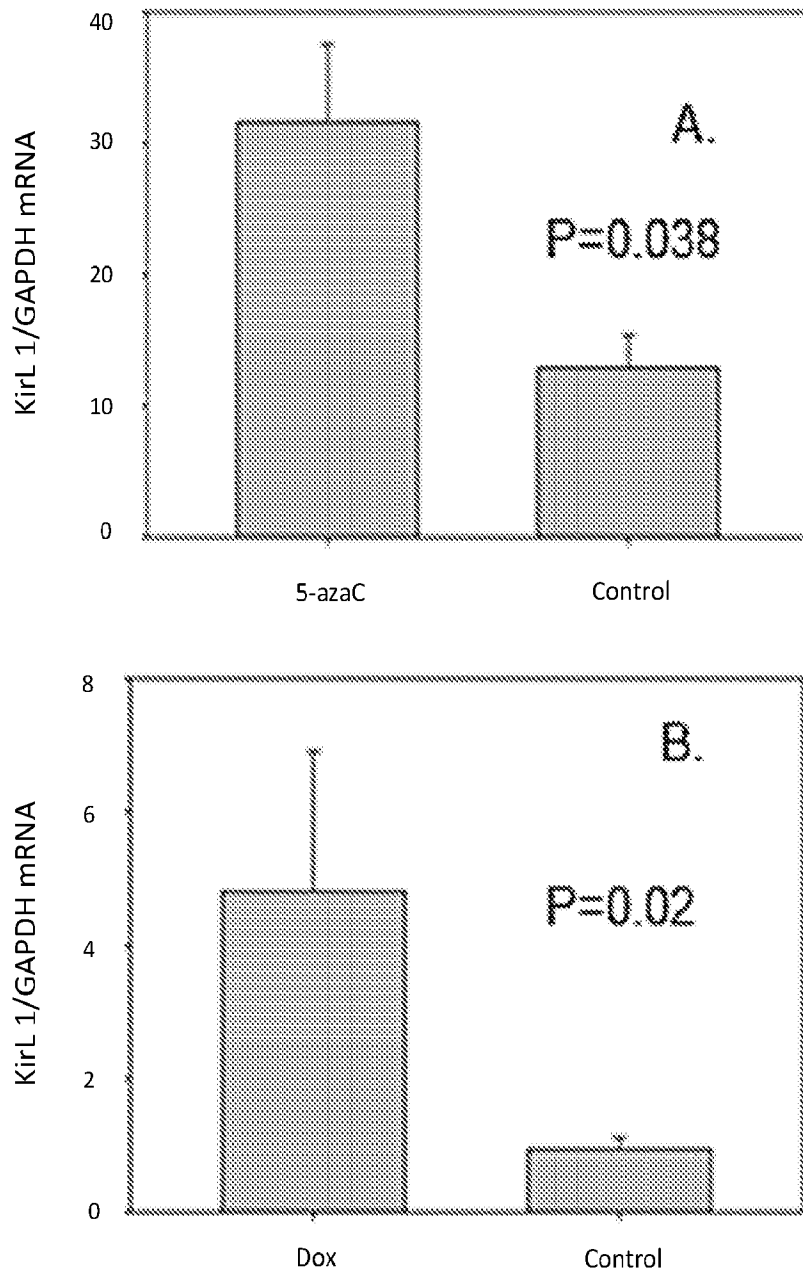 40
30
20
10
0
KirL 1/GAPDH mRNA
A.
P=0.038
5-azaC
Control
8
6
4
2
0
KirL 1/GAPDH mRNA
B.
P=0.02
Dox
Control